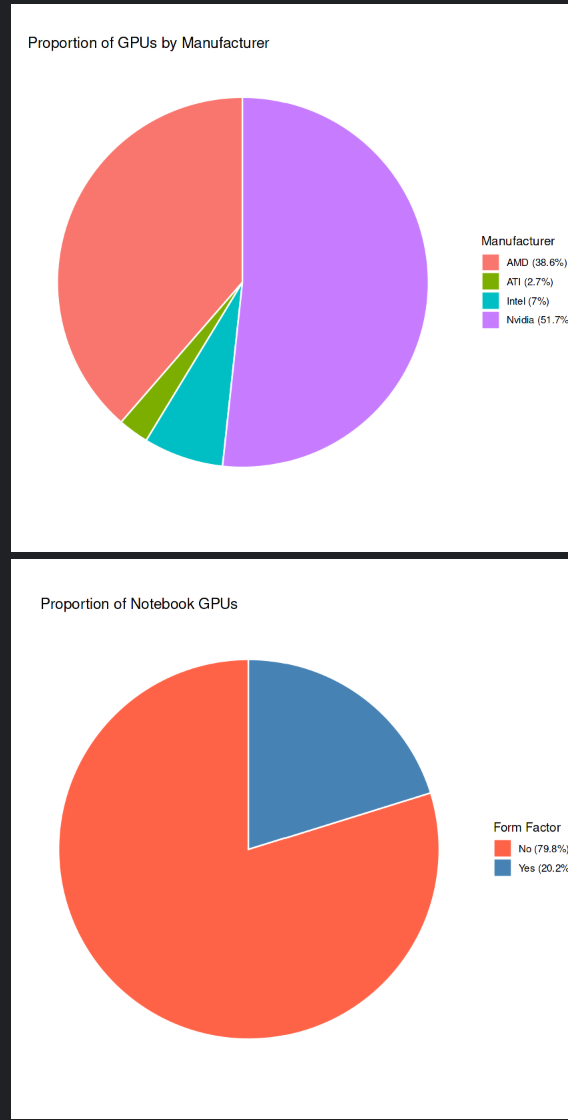 Proportion of GPUs by Manufacturer
Manufacturer
AMD (38.6%)
ATI (2.7%)
Intel (7%)
Nvidia (51.7%
Proportion of Notebook GPUs
Form Factor
No (79.8%)
Yes (20.2%